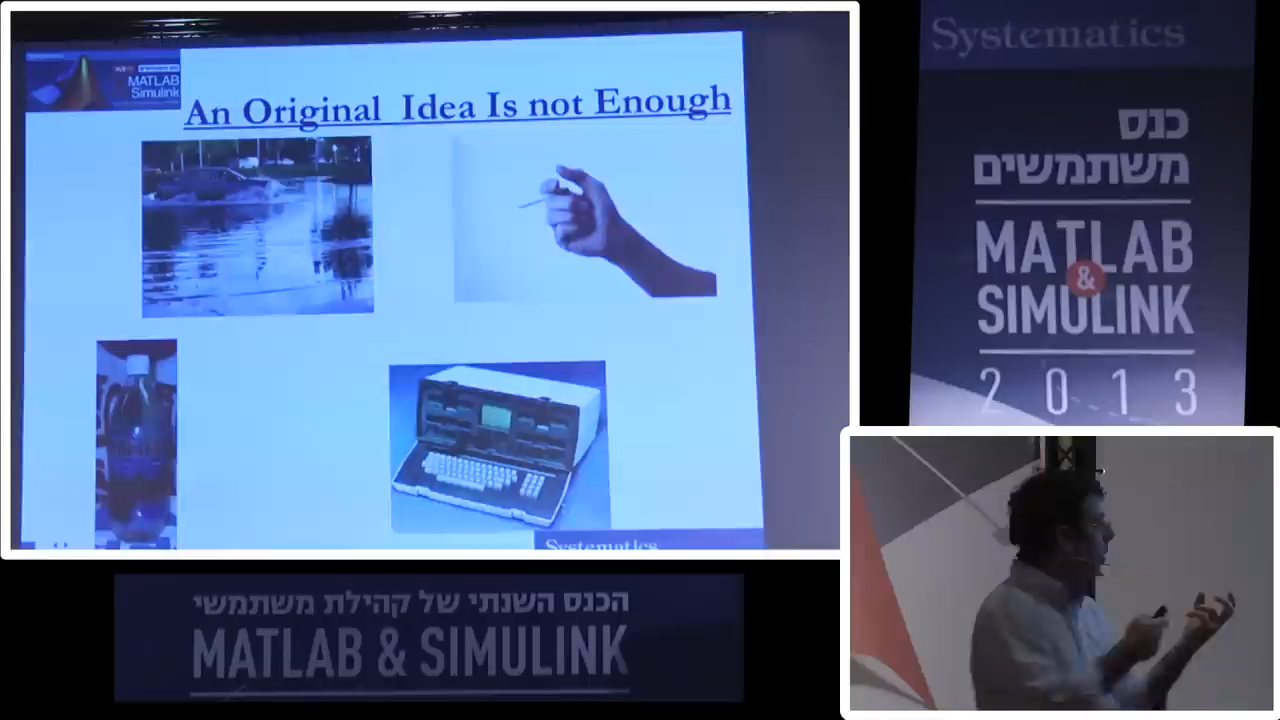 MATLAB
Simulink
An Original Idea Is not Enough
Systematics
Systematics
כנס
משתמשים
MATLAB
&
SIMULINK
2013
הכנס השנתי של קהילת משתמשי
MATLAB & SIMULINK